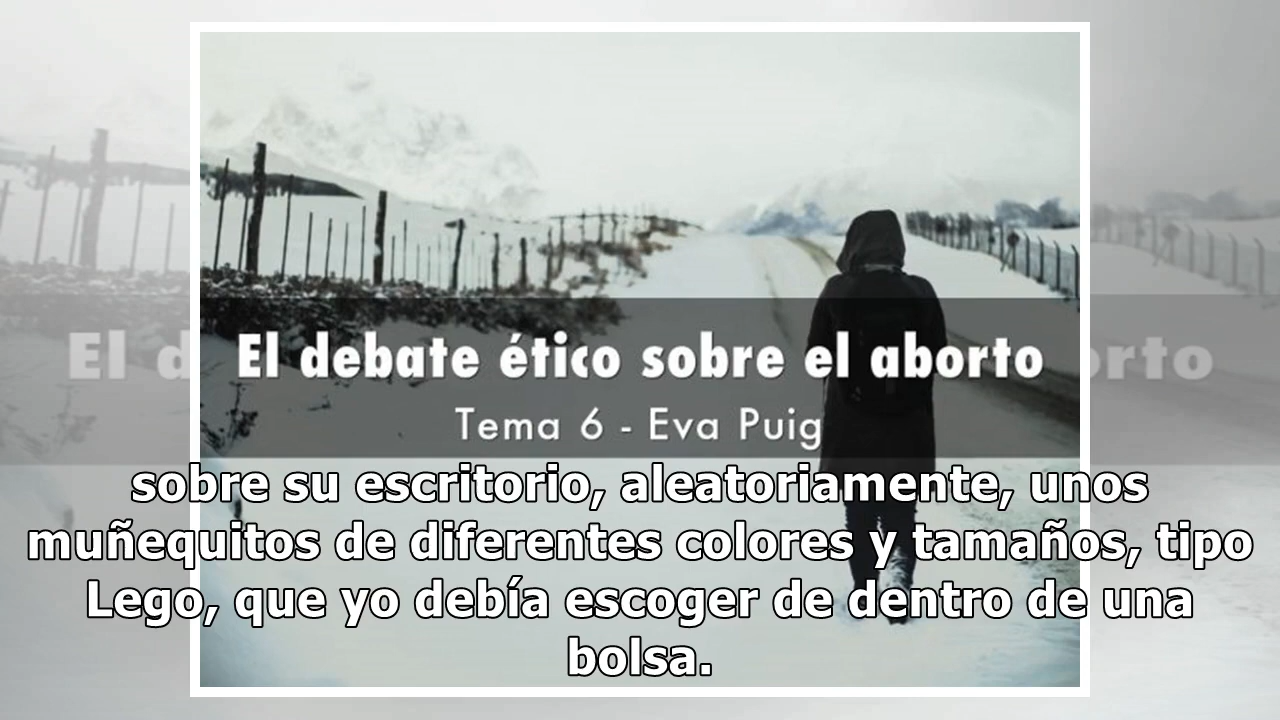 El debate ético sobre el aborto
Tema 6 - Eva Puig
sobre su escritorio, aleatoriamente, unos
muñequitos de diferentes colores y tamaños, tipo
Lego, que yo debía escoger de dentro de una
bolsa.